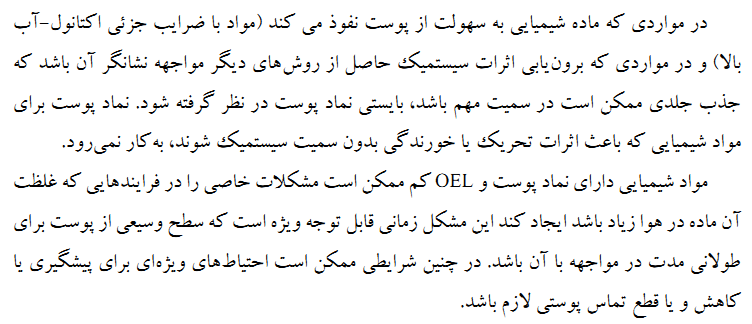 در مواردی که ماده شیمیایی به سهولت از پوست نفوذ می کند (مواد با ضرایب جزئی اکتانول-آب
بالا) و در مواردی که برون‌یابی اثرات سیستمیک حاصل از روش‌های دیگر مواجهه نشانگر آن باشد که
جذب جلدی ممکن است در سمیت مهم باشد، بایستی نماد پوست در نظر گرفته شود. نماد پوست برای
مواد شیمیایی که باعث اثرات تحریک یا خورندگی بدون سمیت سیستمیک شوند، به‌کار نمی‌رود.
مواد شیمیایی دارای نماد پوست و OEL کم ممکن است مشکلات خاصی را در فرایندهایی که غلظت
آن ماده در هوا زیاد باشد ایجاد کند این مشکل زمانی قابل توجه ویژه است که سطح وسیعی از پوست برای
طولانی مدت در مواجهه با آن باشد. در چنین شرایطی ممکن است احتیاط‌های ویژه‌ای برای پیشگیری یا
کاهش و یا قطع تماس پوستی لازم باشد.